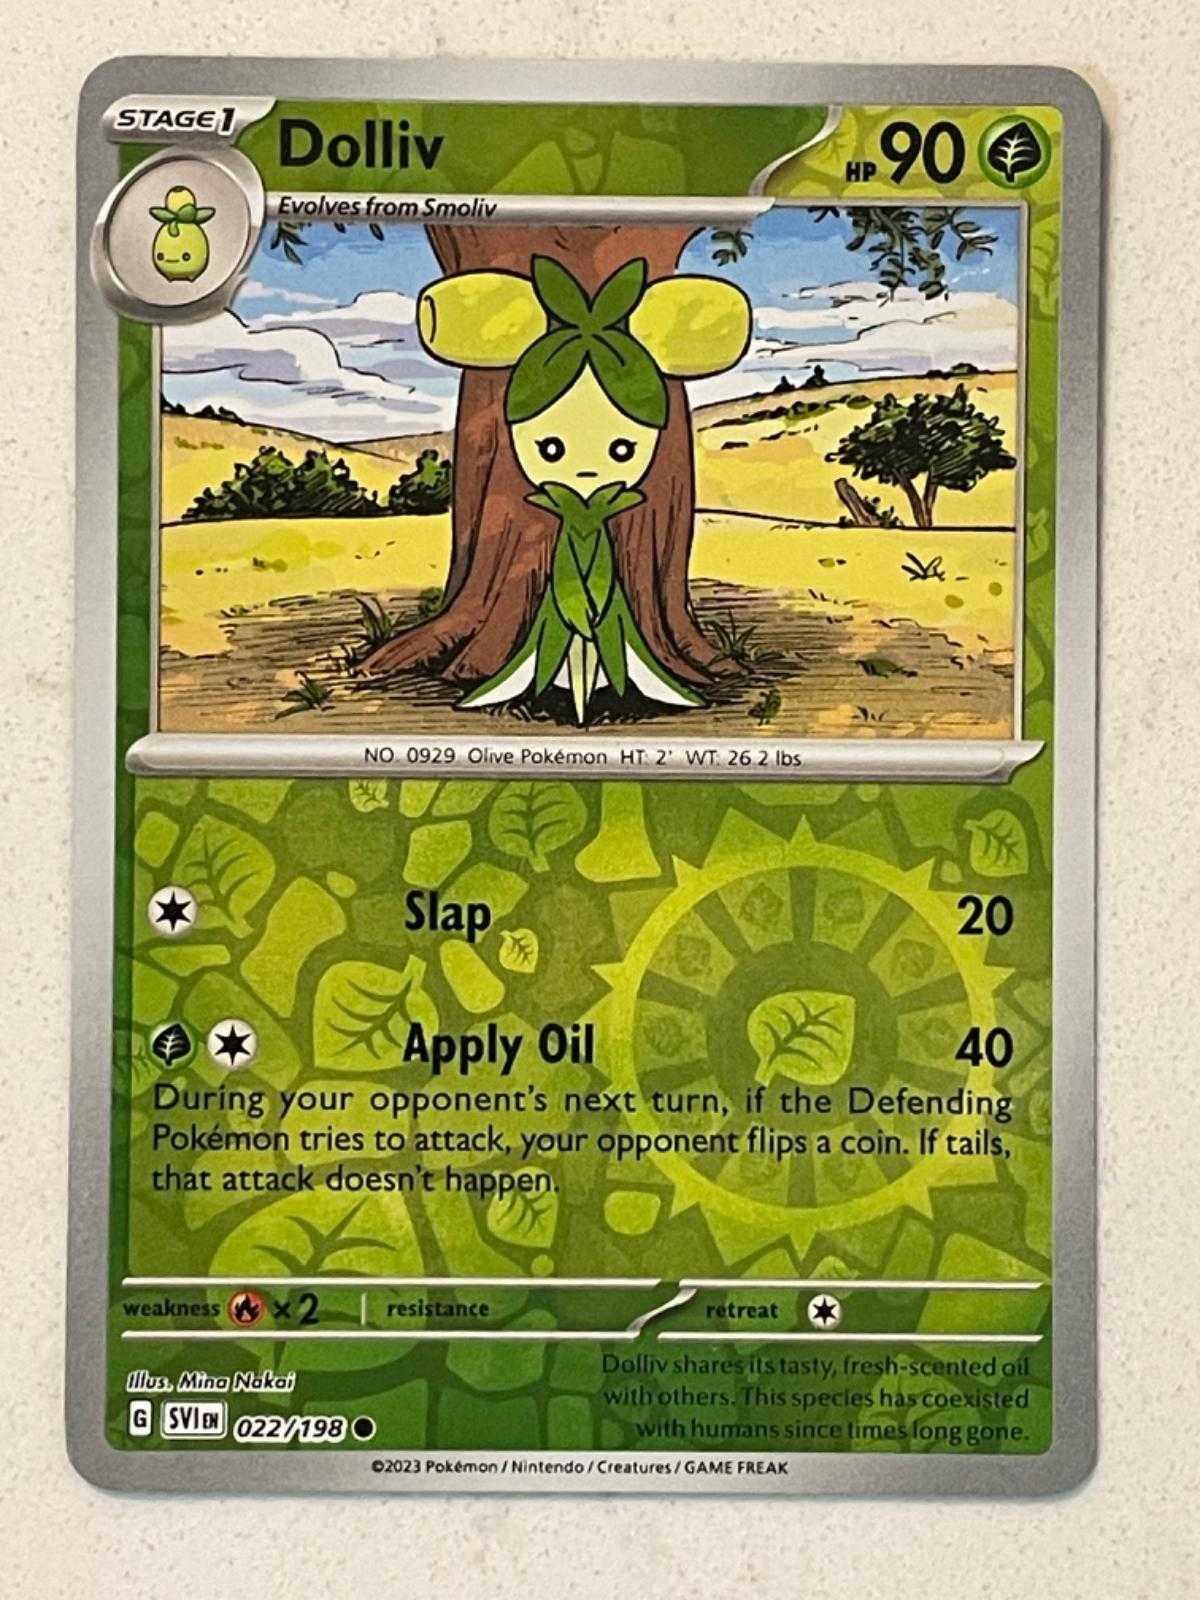 STAGE 1
Dolliv
HP 90
Evolves from Smoliv
NO. 0929 Olive Pokémon HT: 2' WT: 26.2 lbs
Slap 20
Apply Oil 40
During your opponent's next turn, if the Defending
Pokémon tries to attack, your opponent flips a coin. If tails,
that attack doesn't happen.
weakness ×2 resistance retreat
Illus. Mina Nakai
Dolliv shares its tasty, fresh-scented oil
with others. This species has coexisted
with humans since times long gone.
G SVI EN 022/198
©2023 Pokémon / Nintendo / Creatures / GAME FREAK